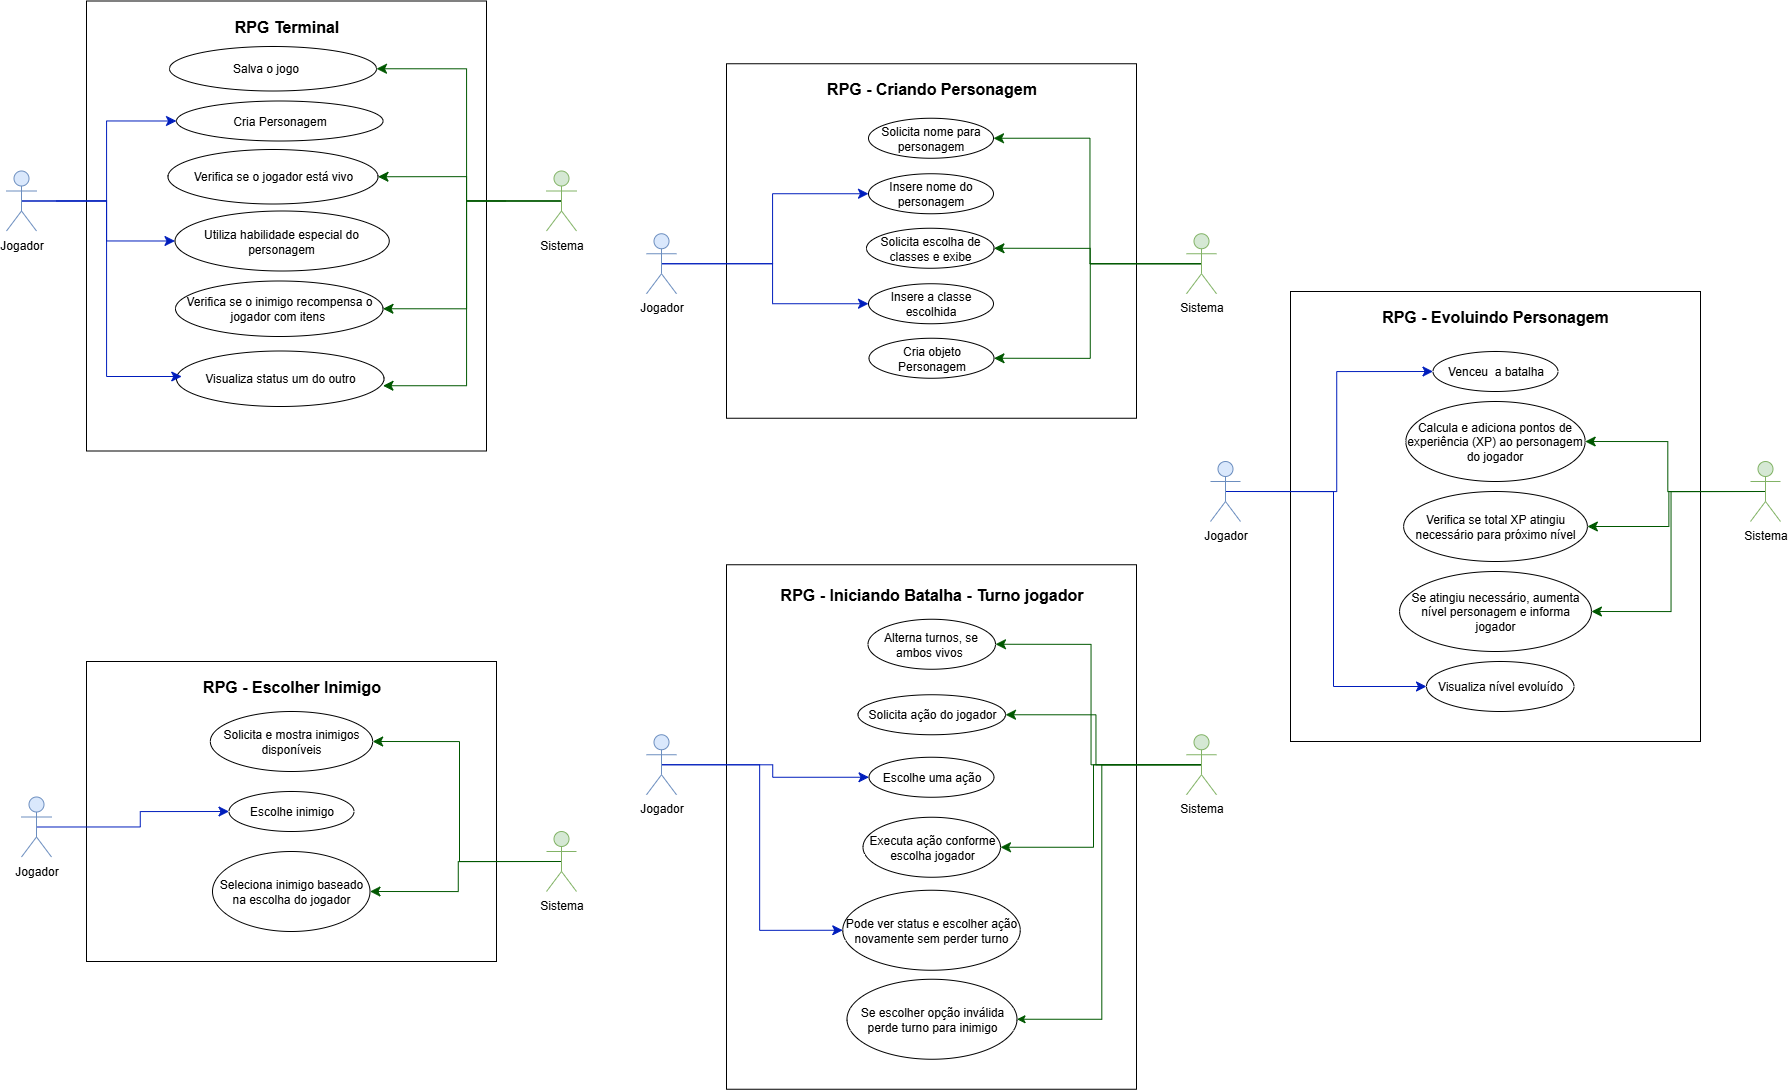 RPG Terminal
Salva o jogo
Cria Personagem
Verifica se o jogador está vivo
Utiliza habilidade especial do
personagem
Verifica se o inimigo recompensa o
jogador com itens
Visualiza status um do outro
Jogador
Sistema
RPG - Criando Personagem
Solicita nome para
personagem
Insere nome do
personagem
Solicita escolha de
classes e exibe
Insere a classe
escolhida
Cria objeto
Personagem
Jogador
Sistema
RPG - Evoluindo Personagem
Venceu  a batalha
Calcula e adiciona pontos de
experiência (XP) ao personagem
do jogador
Verifica se total XP atingiu
necessário para próximo nível
Se atingiu necessário, aumenta
nível personagem e informa
jogador
Visualiza nível evoluído
Jogador
Sistema
RPG - Escolher Inimigo
Solicita e mostra inimigos
disponíveis
Escolhe inimigo
Seleciona inimigo baseado
na escolha do jogador
Jogador
Sistema
RPG - Iniciando Batalha - Turno jogador
Alterna turnos, se
ambos vivos
Solicita ação do jogador
Escolhe uma ação
Executa ação conforme
escolha jogador
Pode ver status e escolher ação
novamente sem perder turno
Se escolher opção inválida
perde turno para inimigo
Jogador
Sistema